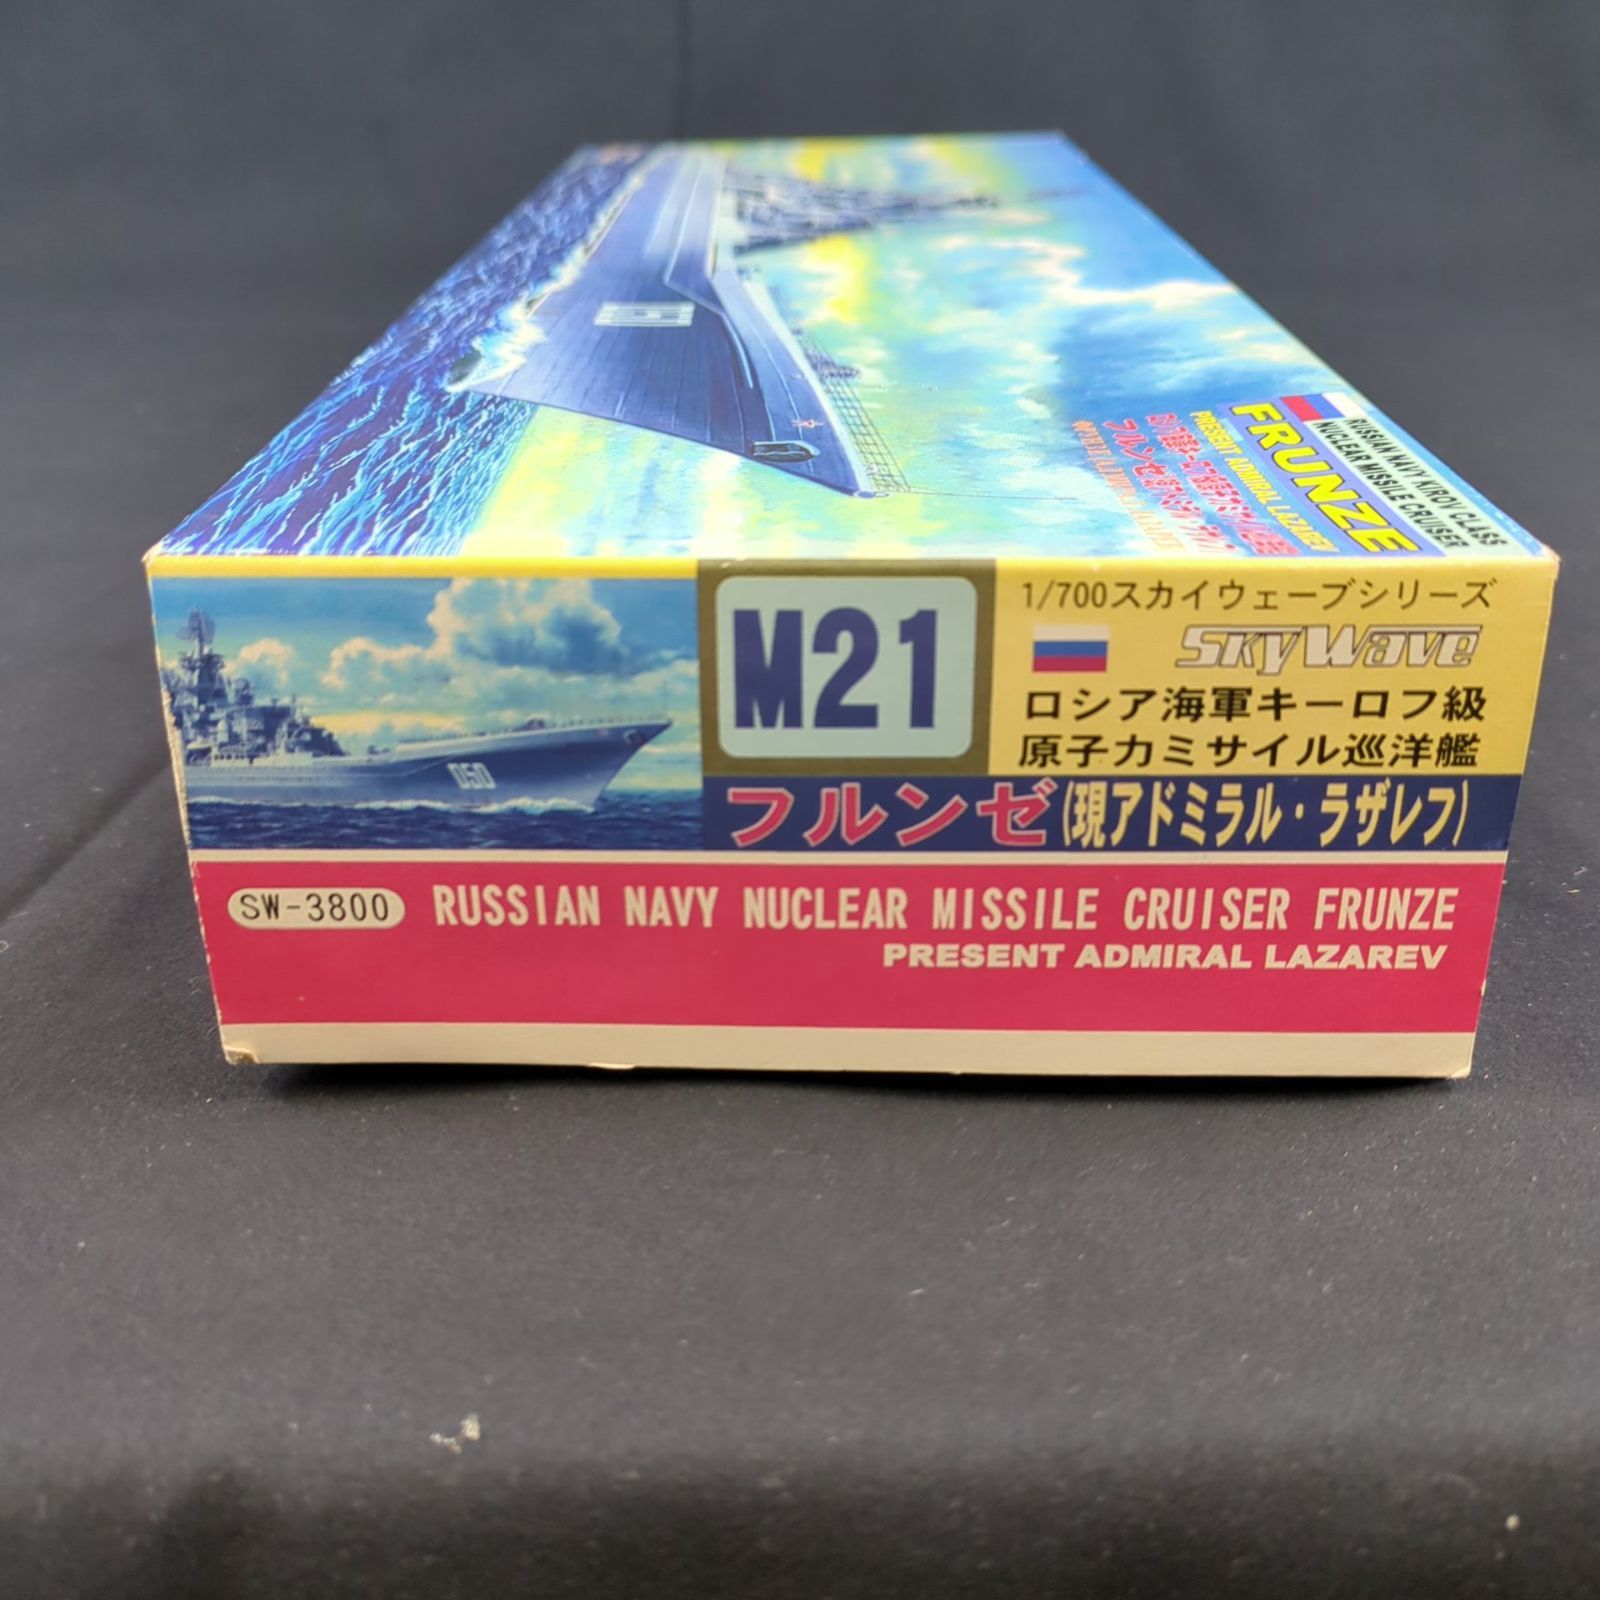 RUSSIAN NAVY KIROV CLASS
NUCLEAR MISSILE CRUISER
FRUNZE
PRESENT ADMIRAL LAZAREV
M21
1/700スカイウェーブシリーズ
SkyWave
ロシア海軍キーロフ級
原子力ミサイル巡洋艦
050
フルンゼ(現アドミラル・ラザレフ)
SW-3800 RUSSIAN NAVY NUCLEAR MISSILE CRUISER FRUNZE
PRESENT ADMIRAL LAZAREV